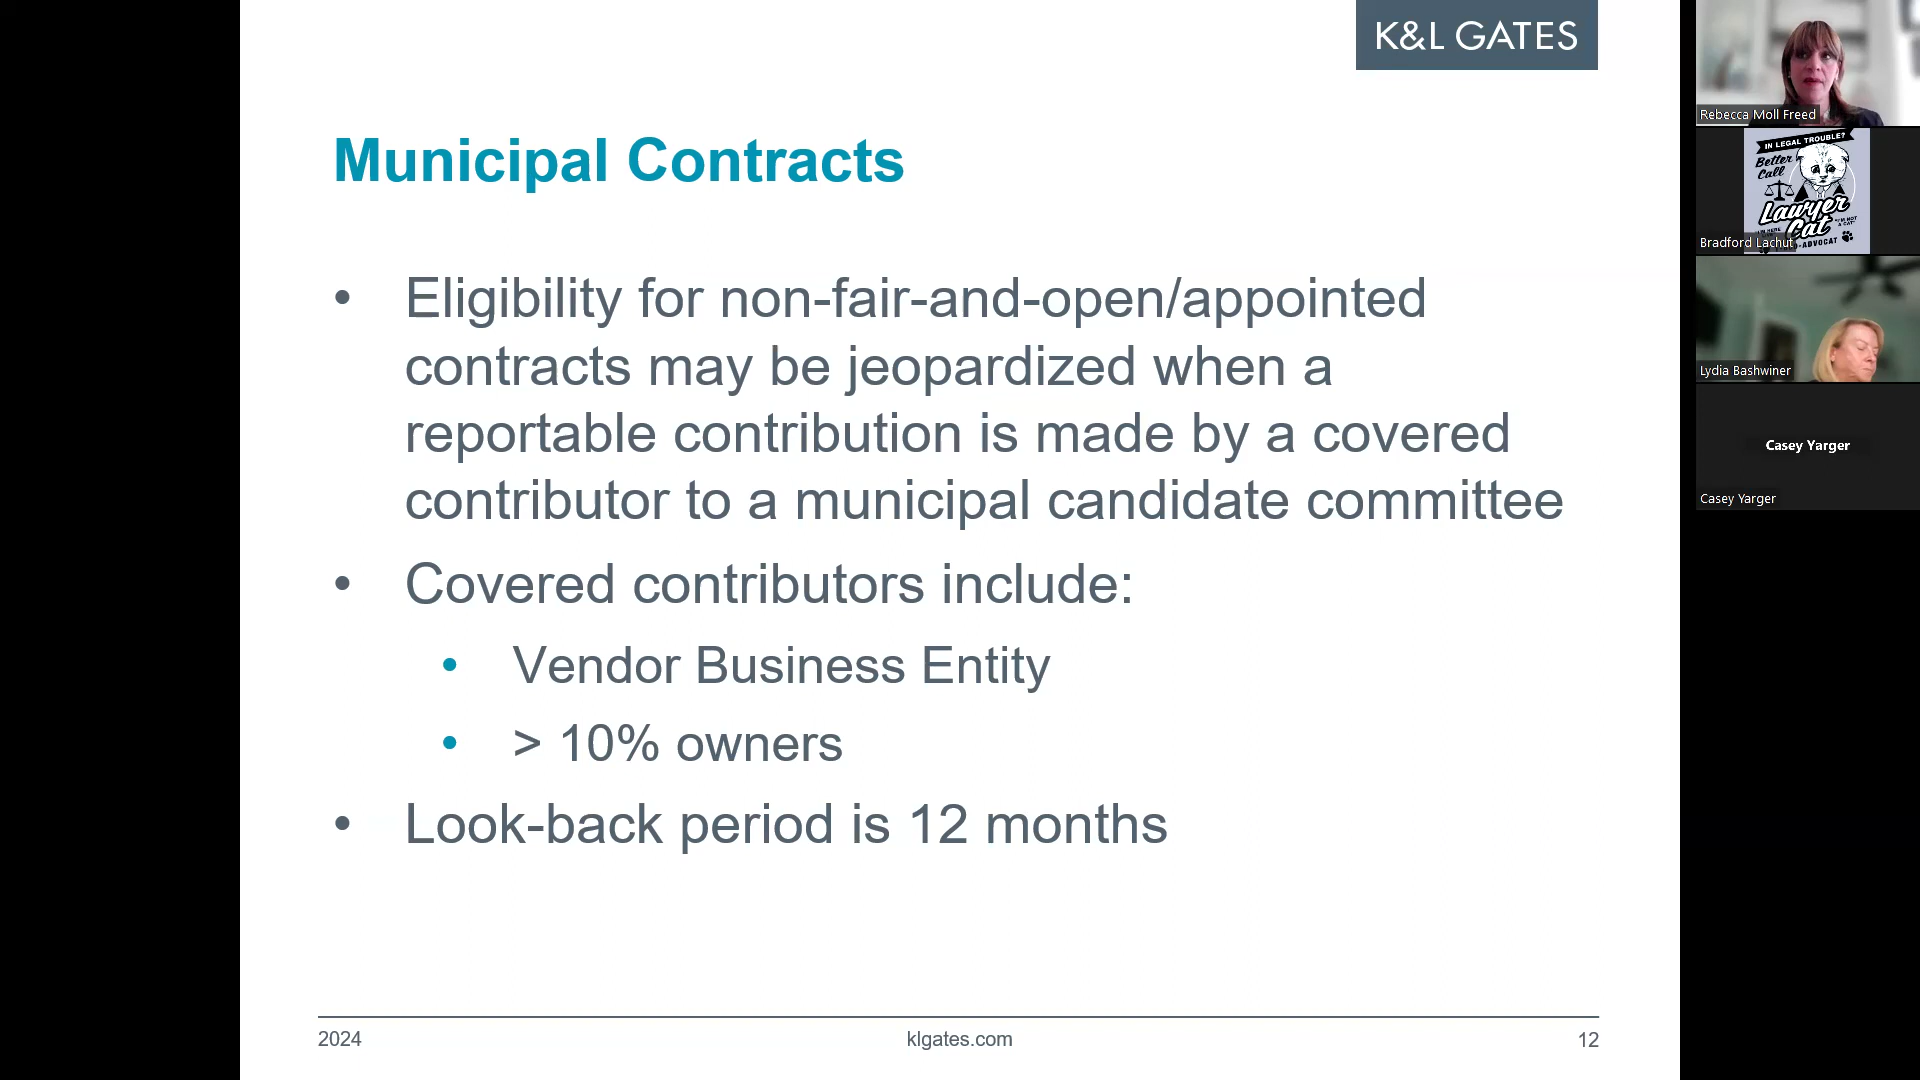 K&L GATES
Municipal Contracts
• Eligibility for non-fair-and-open/appointed
contracts may be jeopardized when a
reportable contribution is made by a covered
contributor to a municipal candidate committee
• Covered contributors include:
• Vendor Business Entity
• > 10% owners
• Look-back period is 12 months
2024
klgates.com
12
Rebecca Moll Freed
IN LEGAL TROUBLE?
Better
Call
Lawyer
Cat
"I'M NOT
A CAT"
Bradford Lachut
-ADVOCAT
Lydia Bashwiner
Casey Yarger
Casey Yarger